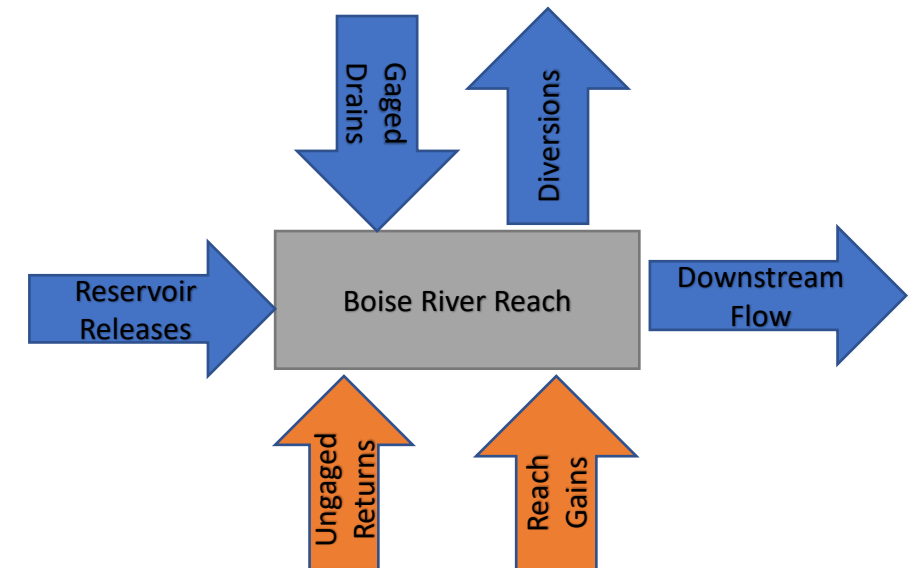 Gaged
Drains
Diversions
Reservoir
Releases
Boise River Reach
Downstream
Flow
Ungaged
Returns
Reach
Gains